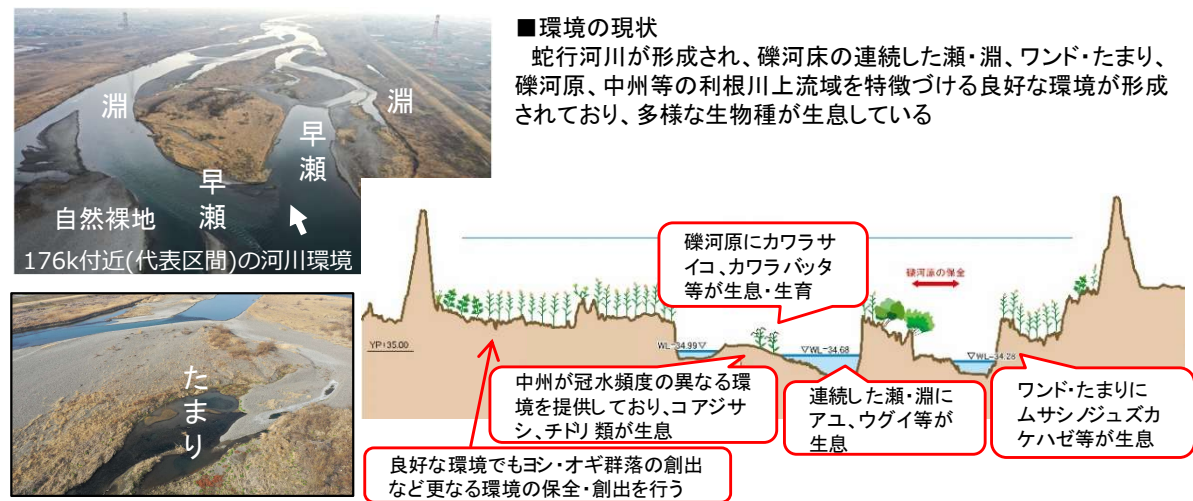 ■環境の現状
蛇行河川が形成され、礫河床の連続した瀬・淵、ワンド・たまり、
礫河原、中州等の利根川上流域を特徴づける良好な環境が形成
されており、多様な生物種が生息している
淵
淵
早瀬
早瀬
自然裸地
176k付近(代表区間)の河川環境
たまり
礫河原にカワラサ
イコ、カワラバッタ
等が生息・生育
礫河原の保全
YP+35.00
WL=34.99▽
▽WL=34.68
▽WL=34.28
中州が冠水頻度の異なる環
境を提供しており、コアジサ
シ、チドリ類が生息
連続した瀬・淵に
アユ、ウグイ等が
生息
ワンド・たまりに
ムサシノジュズカ
ケハゼ等が生息
良好な環境でもヨシ・オギ群落の創出
など更なる環境の保全・創出を行う